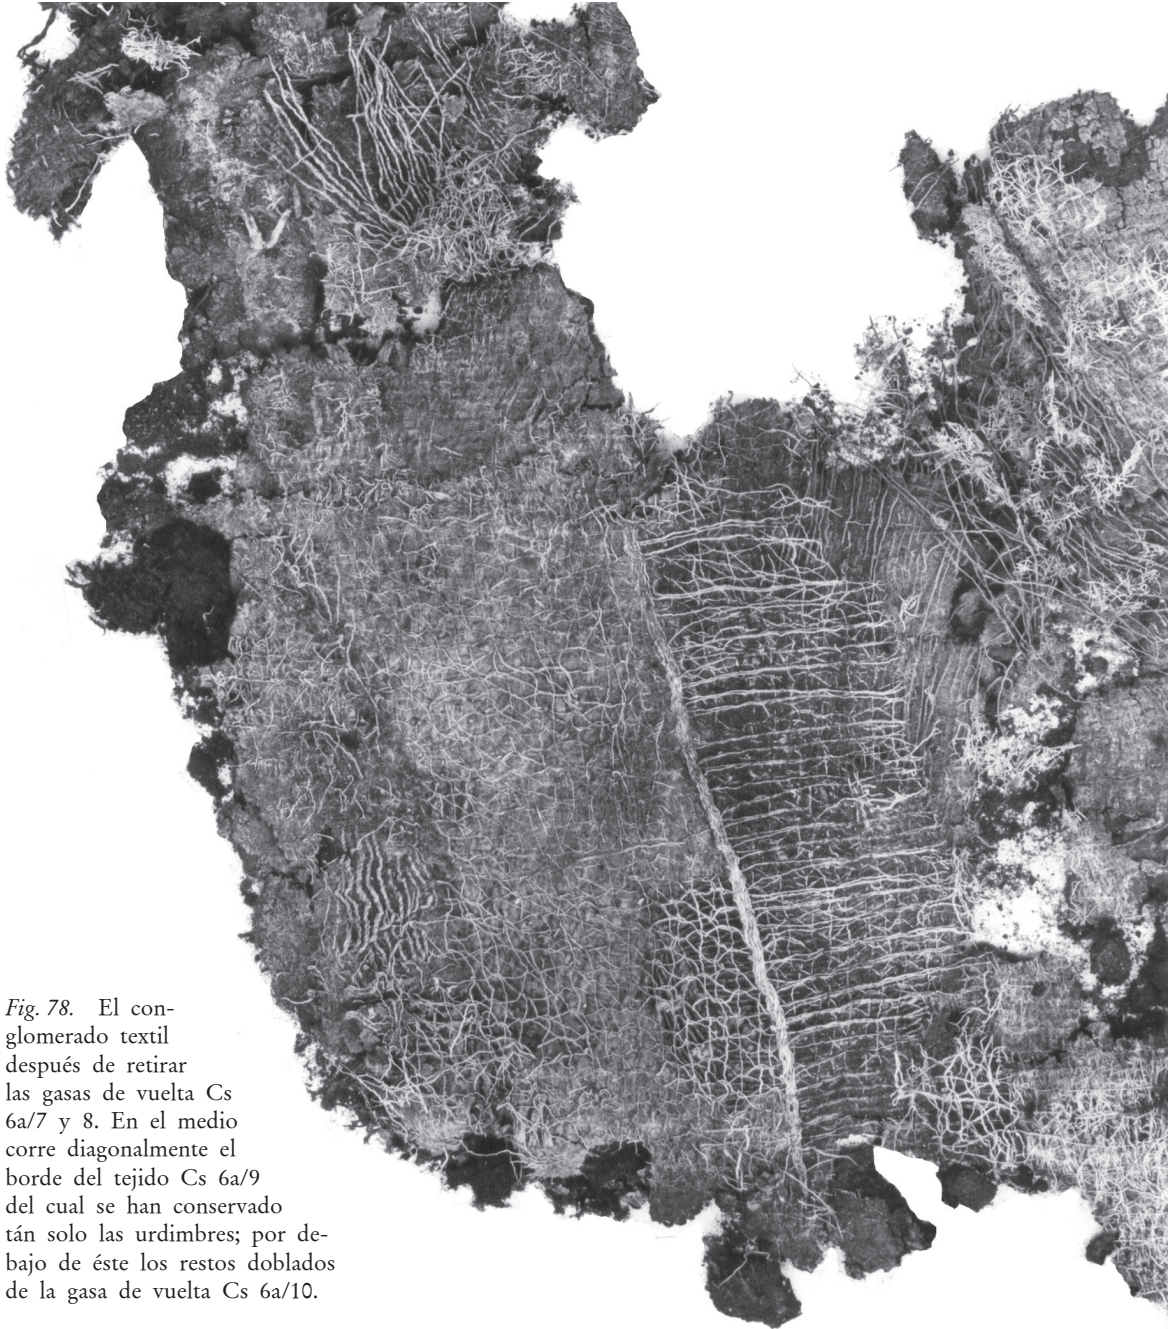 Fig. 78. El con-
glomerado textil
después de retirar
las gasas de vuelta Cs
6a/7 y 8. En el medio
corre diagonalmente el
borde del tejido Cs 6a/9
del cual se han conservado
tán solo las urdimbres; por de-
bajo de éste los restos doblados
de la gasa de vuelta Cs 6a/10.